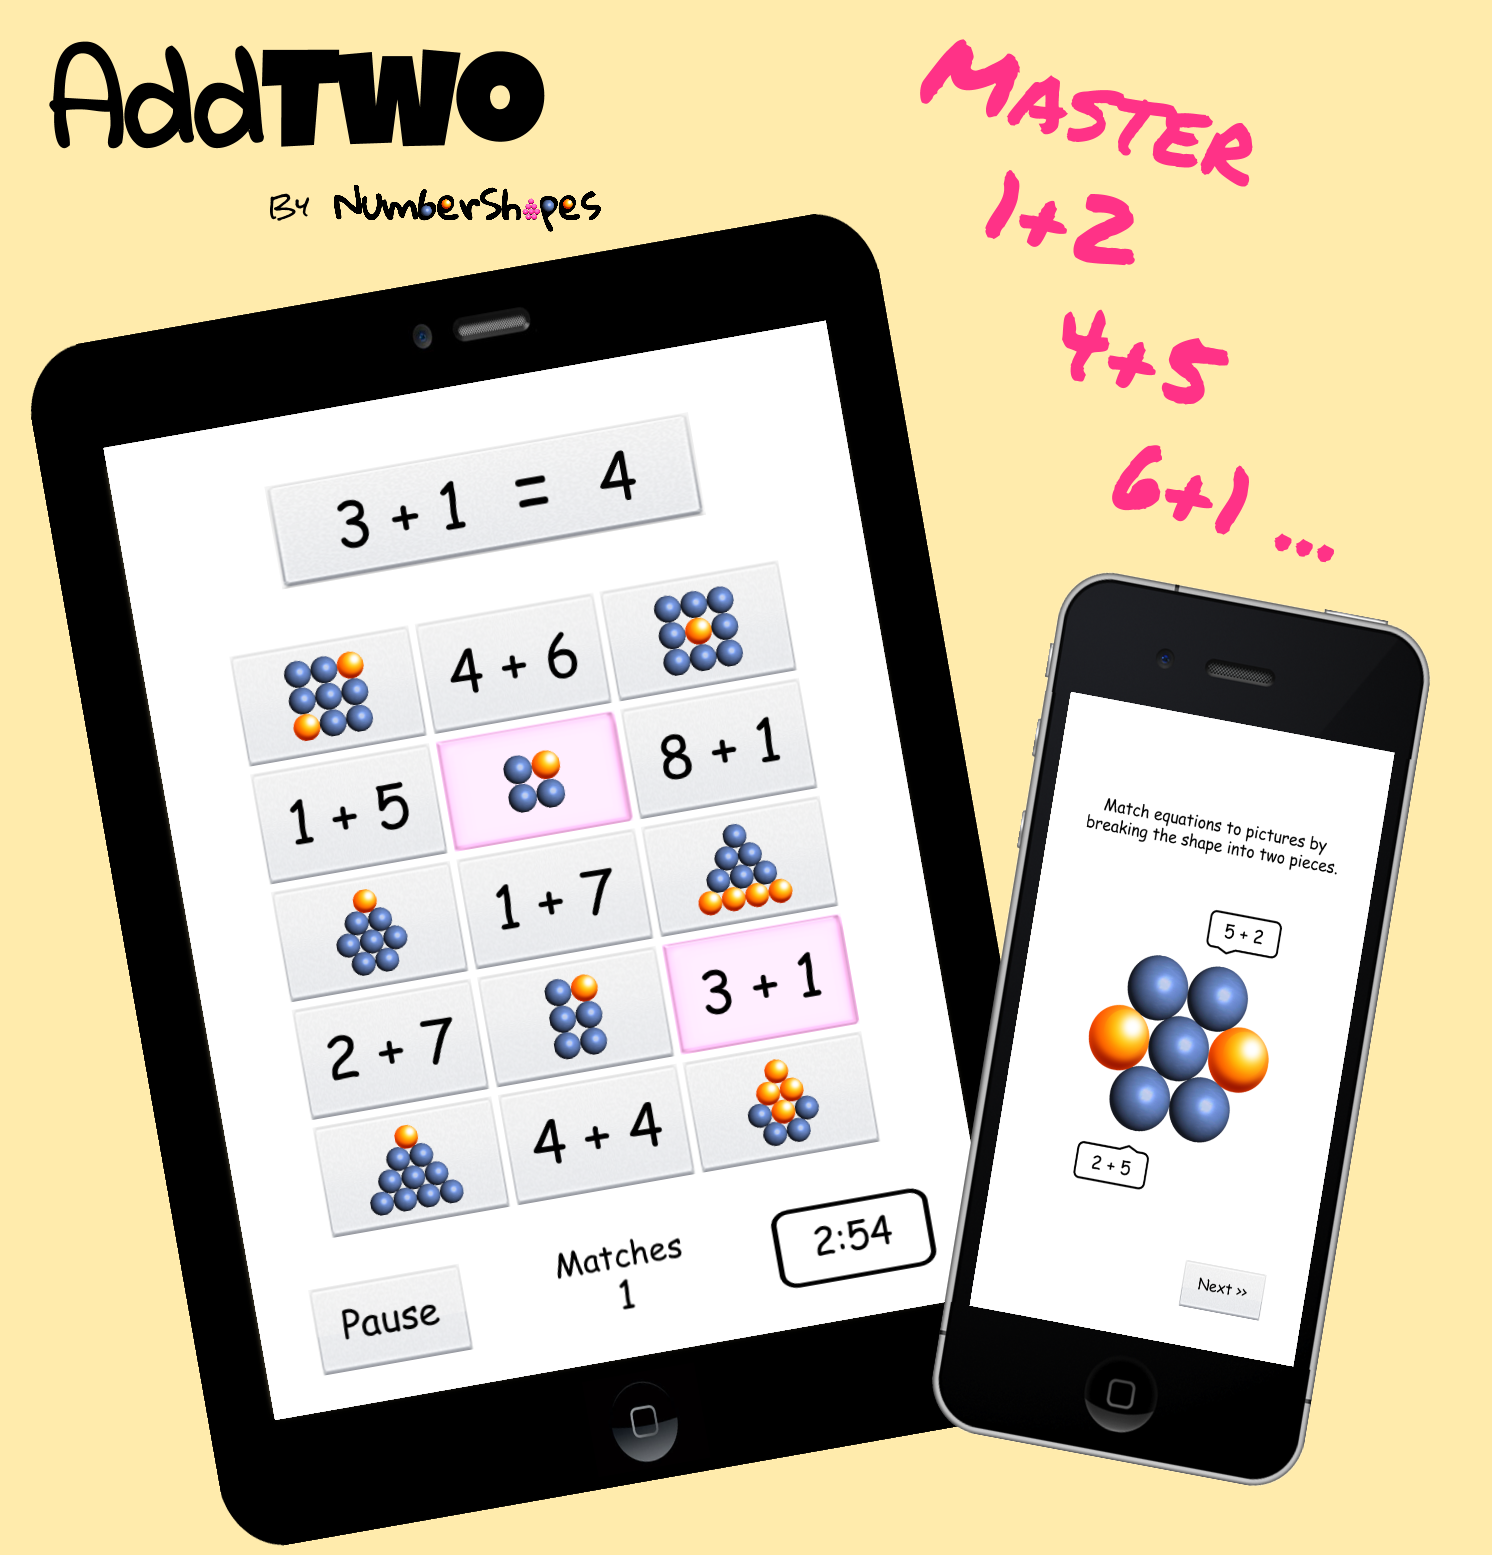 AddTWO
BY NUmberShapes
MASTER
1+2
4+5
6+1 ...
3 + 1 = 4
4 + 6
1 + 5
8 + 1
1 + 7
2 + 7
3 + 1
4 + 4
Pause
Matches
1
2:54
Match equations to pictures by
breaking the shape into two pieces.
5 + 2
2 + 5
Next >>